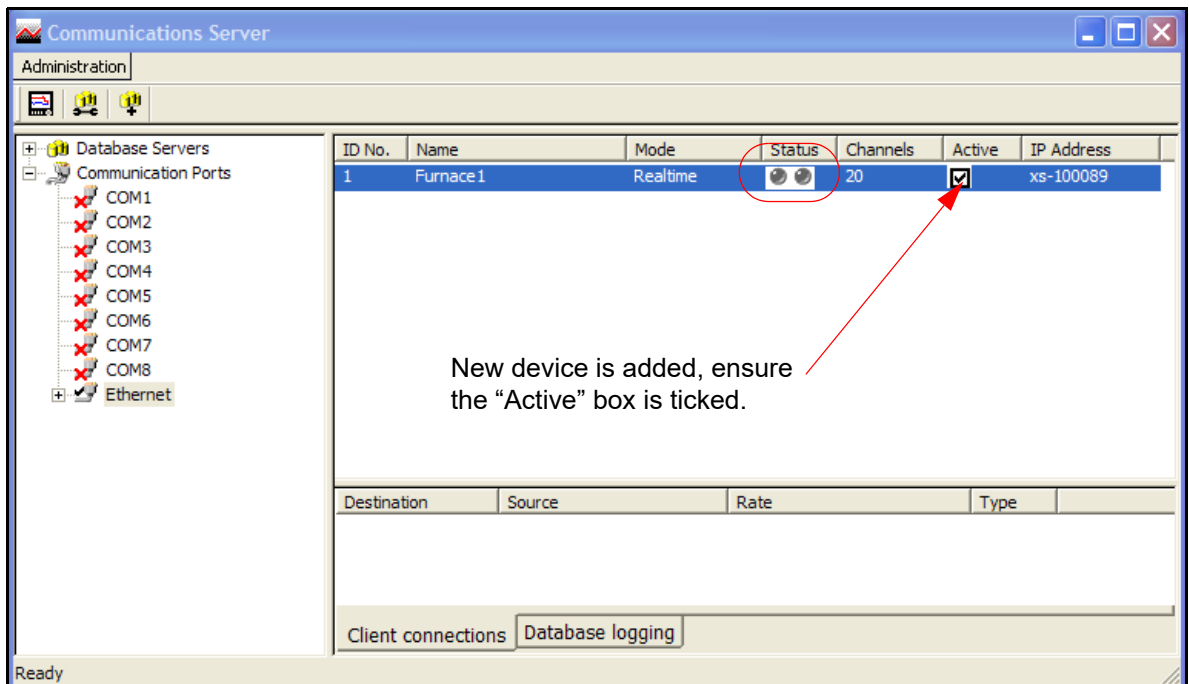 Communications Server
Administration
Database Servers
Communication Ports
COM1
COM2
COM3
COM4
COM5
COM6
COM7
COM8
Ethernet
ID No. Name Mode Status Channels Active IP Address
1 Furnace1 Realtime 20 xs-100089
New device is added, ensure
the “Active” box is ticked.
Destination Source Rate Type
Client connections Database logging
Ready